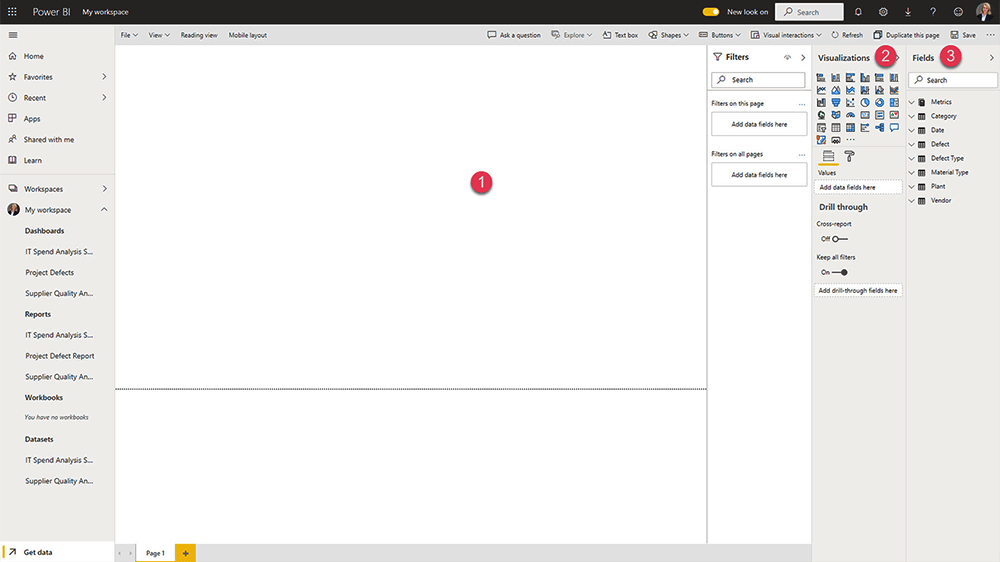 Power BI My workspace New look on Search
File View Reading view Mobile layout Ask a question Explore Text box Shapes Buttons Visual interactions Refresh Duplicate this page Save
Home
Favorites
Recent
Apps
Shared with me
Learn
Workspaces
My workspace
Dashboards
IT Spend Analysis S...
Project Defects
Supplier Quality An...
Reports
IT Spend Analysis S...
Project Defect Report
Supplier Quality An...
Workbooks
You have no workbooks
Datasets
IT Spend Analysis S...
Supplier Quality An...
Get data
1
Page 1
Filters
Search
Filters on this page
Add data fields here
Filters on all pages
Add data fields here
Visualizations 2
Values
Add data fields here
Drill through
Cross-report
Off
Keep all filters
On
Add drill-through fields here
Fields 3
Search
Metrics
Category
Date
Defect
Defect Type
Material Type
Plant
Vendor